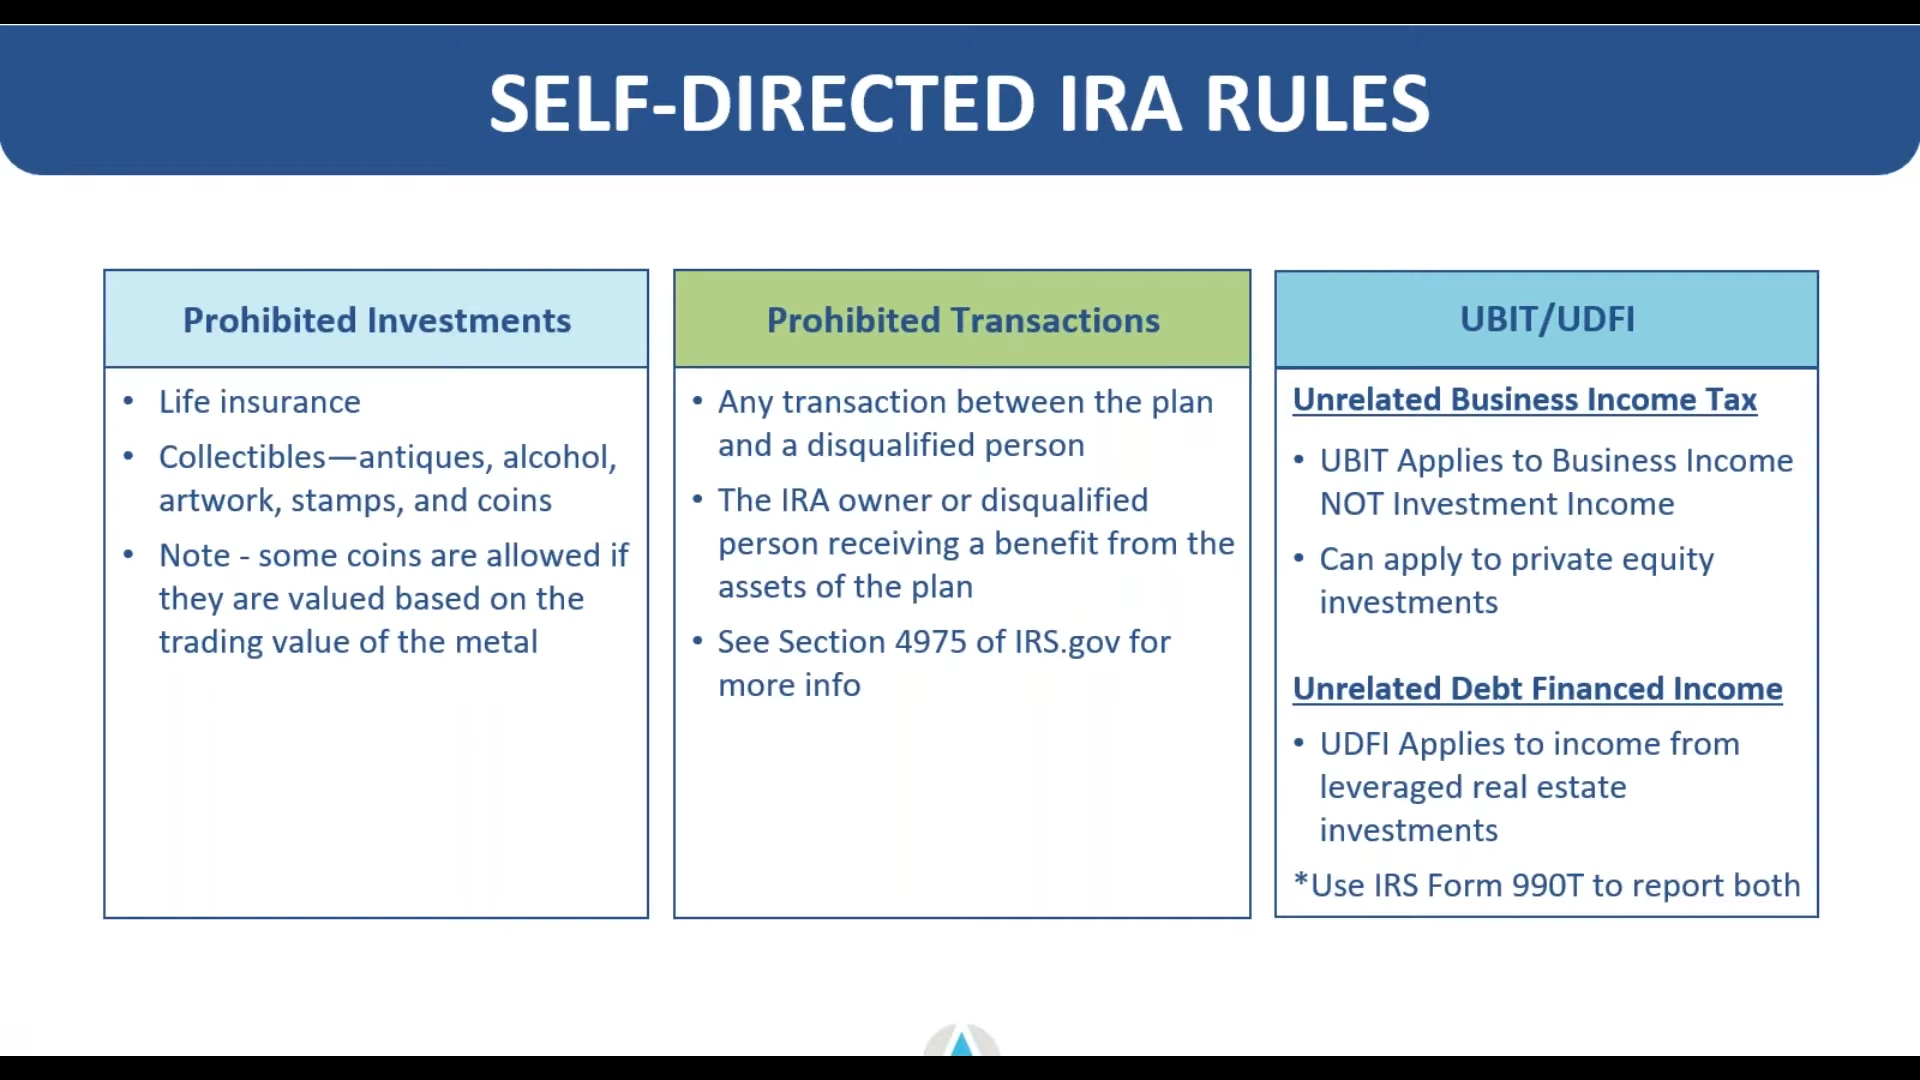 SELF-DIRECTED IRA RULES
Prohibited Investments
• Life insurance
• Collectibles—antiques, alcohol,
artwork, stamps, and coins
• Note - some coins are allowed if
they are valued based on the
trading value of the metal
Prohibited Transactions
• Any transaction between the plan
and a disqualified person
• The IRA owner or disqualified
person receiving a benefit from the
assets of the plan
• See Section 4975 of IRS.gov for
more info
UBIT/UDFI
Unrelated Business Income Tax
• UBIT Applies to Business Income
NOT Investment Income
• Can apply to private equity
investments
Unrelated Debt Financed Income
• UDFI Applies to income from
leveraged real estate
investments
*Use IRS Form 990T to report both